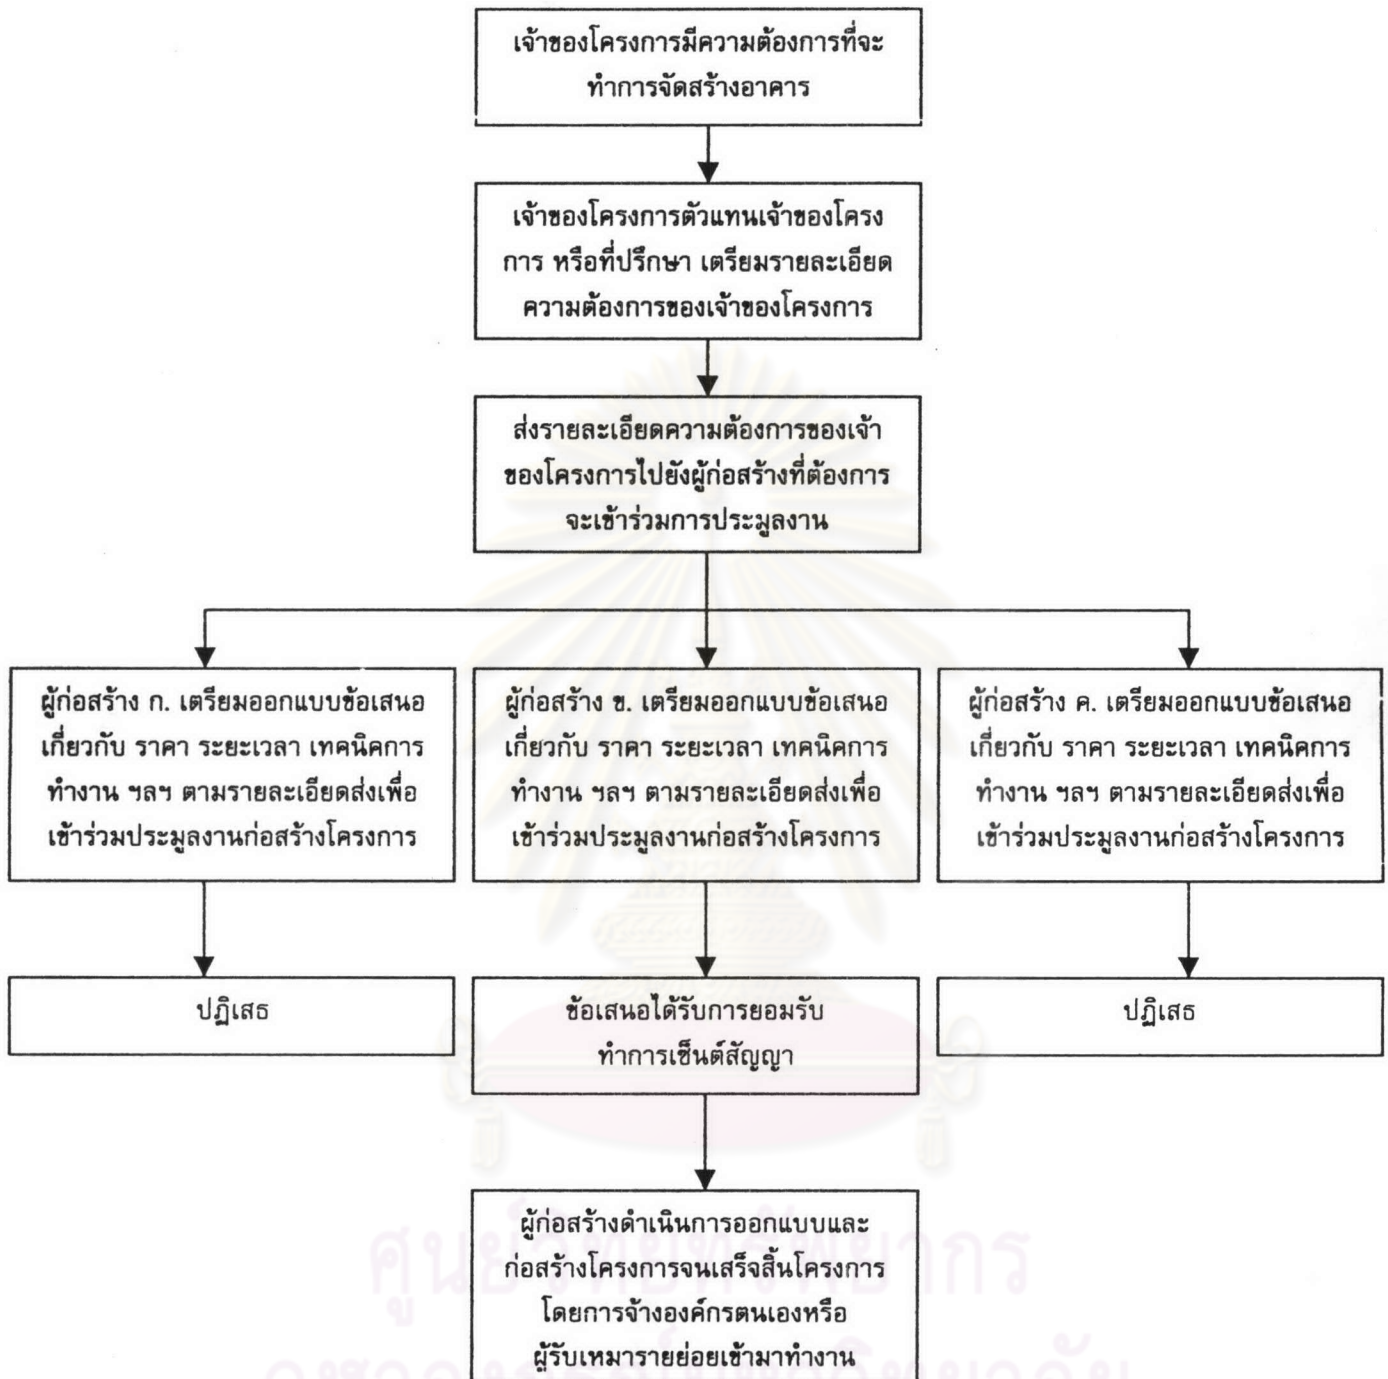 เจ้าของโครงการมีความต้องการที่จะ
ทำการจัดสร้างอาคาร
เจ้าของโครงการตัวแทนเจ้าของโครง
การ หรือที่ปรึกษา เตรียมรายละเอียด
ความต้องการของเจ้าของโครงการ
ส่งรายละเอียดความต้องการของเจ้า
ของโครงการไปยังผู้ก่อสร้างที่ต้องการ
จะเข้าร่วมการประมูลงาน
ผู้ก่อสร้าง ก. เตรียมออกแบบข้อเสนอ
เกี่ยวกับ ราคา ระยะเวลา เทคนิคการ
ทำงาน ฯลฯ ตามรายละเอียดส่งเพื่อ
เข้าร่วมประมูลงานก่อสร้างโครงการ
ผู้ก่อสร้าง ข. เตรียมออกแบบข้อเสนอ
เกี่ยวกับ ราคา ระยะเวลา เทคนิคการ
ทำงาน ฯลฯ ตามรายละเอียดส่งเพื่อ
เข้าร่วมประมูลงานก่อสร้างโครงการ
ผู้ก่อสร้าง ค. เตรียมออกแบบข้อเสนอ
เกี่ยวกับ ราคา ระยะเวลา เทคนิคการ
ทำงาน ฯลฯ ตามรายละเอียดส่งเพื่อ
เข้าร่วมประมูลงานก่อสร้างโครงการ
ปฏิเสธ
ข้อเสนอได้รับการยอมรับ
ทำการเซ็นต์สัญญา
ปฏิเสธ
ผู้ก่อสร้างดำเนินการออกแบบและ
ก่อสร้างโครงการจนเสร็จสิ้นโครงการ
โดยการจ้างองค์กรตนเองหรือ
ผู้รับเหมารายย่อยเข้ามาทำงาน
ศูนย์วิทยทรัพยากร
จุฬาลงกรณ์มหาวิทยาลัย